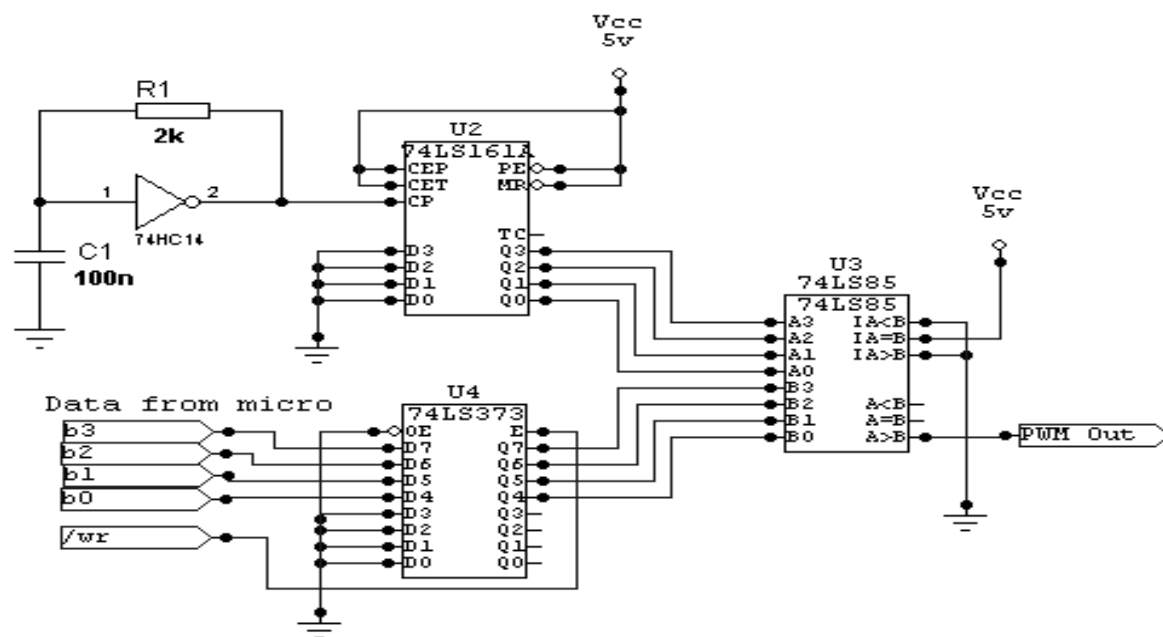 Vcc
5v
R1
2k
1
2
74HC14
C1
100n
U2
74LS161A
CEP PE
CET MR
CP
TC
D3 Q3
D2 Q2
D1 Q1
D0 Q0
Vcc
5v
U3
74LS85
74LS85
A3 IA<B
A2 IA=B
A1 IA>B
A0
B3
B2 A<B
B1 A=B
B0 A>B
PWM Out
Data from micro
b3
b2
b1
b0
/wr
U4
74LS373
OE E
D7 Q7
D6 Q6
D5 Q5
D4 Q4
D3 Q3
D2 Q2
D1 Q1
D0 Q0